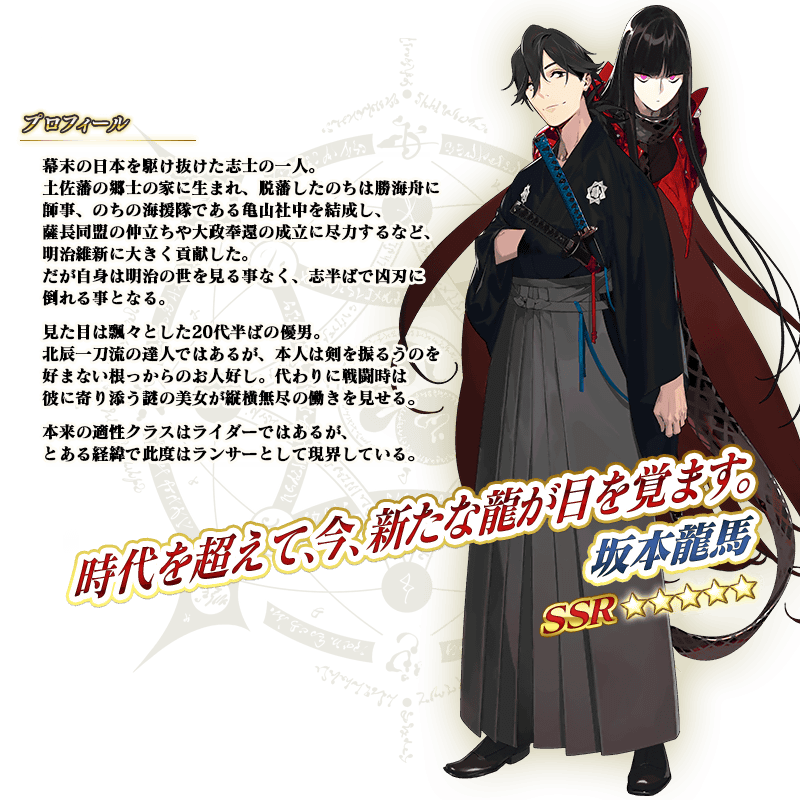 プロフィール
幕末の日本を駆け抜けた志士の一人。
土佐藩の郷士の家に生まれ、脱藩したのちは勝海舟に
師事、のちの海援隊である亀山社中を結成し、
薩長同盟の仲立ちや大政奉還の成立に尽力するなど、
明治維新に大きく貢献した。
だが自身は明治の世を見る事なく、志半ばで凶刃に
倒れる事となる。
見た目は飄々とした20代半ばの優男。
北辰一刀流の達人ではあるが、本人は剣を振るうのを
好まない根っからのお人好し。代わりに戦闘時は
彼に寄り添う謎の美女が縦横無尽の働きを見せる。
本来の適性クラスはライダーではあるが、
とある経緯で此度はランサーとして現界している。
時代を超えて、今、新たな龍が目を覚ます。
坂本龍馬
SSR☆☆☆☆☆